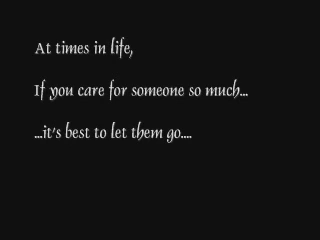 At times in life,
If you care for someone so much...
...it's best to let them go....